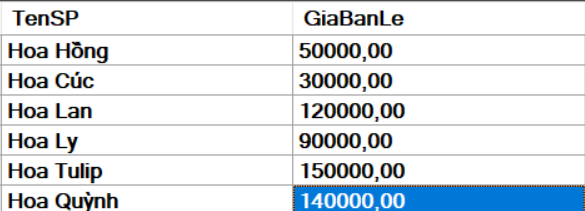 TenSP GiaBanLe
Hoa Hồng 50000,00
Hoa Cúc 30000,00
Hoa Lan 120000,00
Hoa Ly 90000,00
Hoa Tulip 150000,00
Hoa Quỳnh 140000,00